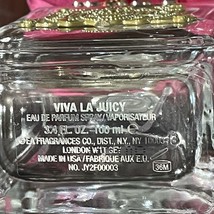 VIVA LA JUICY
EAU DE PARFUM SPRAY/VAPORISATEUR
3.4 FL. OZ.-100 ml e
FRAGRANCES CO., DIST., N.Y., NY
LONDON W1T
MADE IN USA/FABRIQUE AUX E.U.
NO. JY2F00003
36M